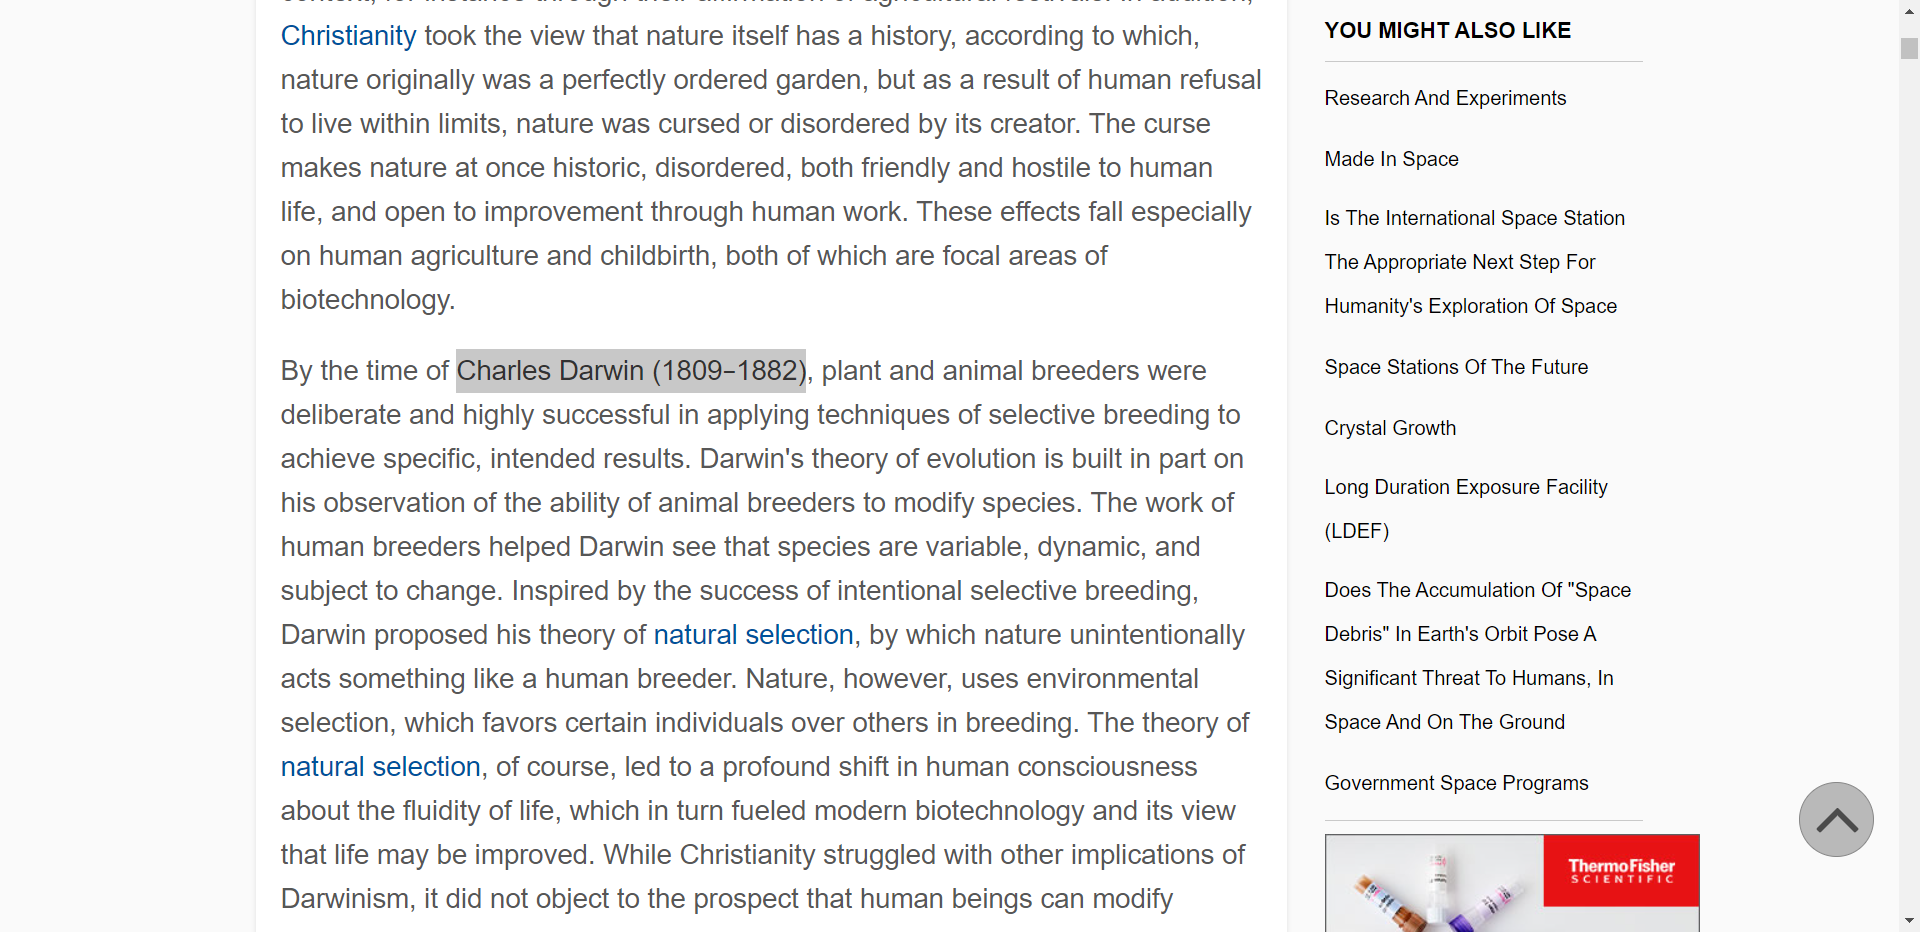 Christianity took the view that nature itself has a history, according to which,
nature originally was a perfectly ordered garden, but as a result of human refusal
to live within limits, nature was cursed or disordered by its creator. The curse
makes nature at once historic, disordered, both friendly and hostile to human
life, and open to improvement through human work. These effects fall especially
on human agriculture and childbirth, both of which are focal areas of
biotechnology.
By the time of Charles Darwin (1809–1882), plant and animal breeders were
deliberate and highly successful in applying techniques of selective breeding to
achieve specific, intended results. Darwin's theory of evolution is built in part on
his observation of the ability of animal breeders to modify species. The work of
human breeders helped Darwin see that species are variable, dynamic, and
subject to change. Inspired by the success of intentional selective breeding,
Darwin proposed his theory of natural selection, by which nature unintentionally
acts something like a human breeder. Nature, however, uses environmental
selection, which favors certain individuals over others in breeding. The theory of
natural selection, of course, led to a profound shift in human consciousness
about the fluidity of life, which in turn fueled modern biotechnology and its view
that life may be improved. While Christianity struggled with other implications of
Darwinism, it did not object to the prospect that human beings can modify
YOU MIGHT ALSO LIKE
Research And Experiments
Made In Space
Is The International Space Station
The Appropriate Next Step For
Humanity's Exploration Of Space
Space Stations Of The Future
Crystal Growth
Long Duration Exposure Facility
(LDEF)
Does The Accumulation Of "Space
Debris" In Earth's Orbit Pose A
Significant Threat To Humans, In
Space And On The Ground
Government Space Programs
ThermoFisher
SCIENTIFIC